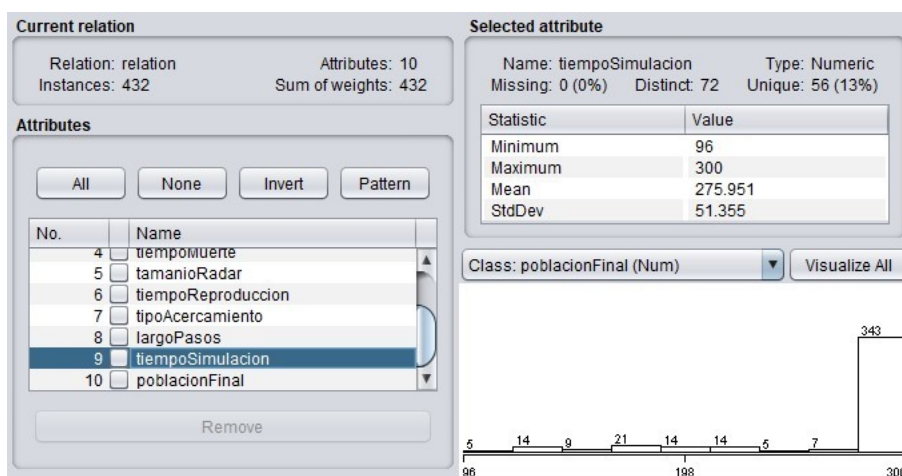 Current relation
Relation: relation Attributes: 10
Instances: 432 Sum of weights: 432
Attributes
All None Invert Pattern
No. Name
4 tiempoMuerte
5 tamanioRadar
6 tiempoReproduccion
7 tipoAcercamiento
8 largoPasos
9 tiempoSimulacion
10 poblacionFinal
Remove
Selected attribute
Name: tiempoSimulacion Type: Numeric
Missing: 0 (0%) Distinct: 72 Unique: 56 (13%)
Statistic Value
Minimum 96
Maximum 300
Mean 275.951
StdDev 51.355
Class: poblacionFinal (Num) Visualize All
5 14 9 21 14 14 5 7 343
96 198 300